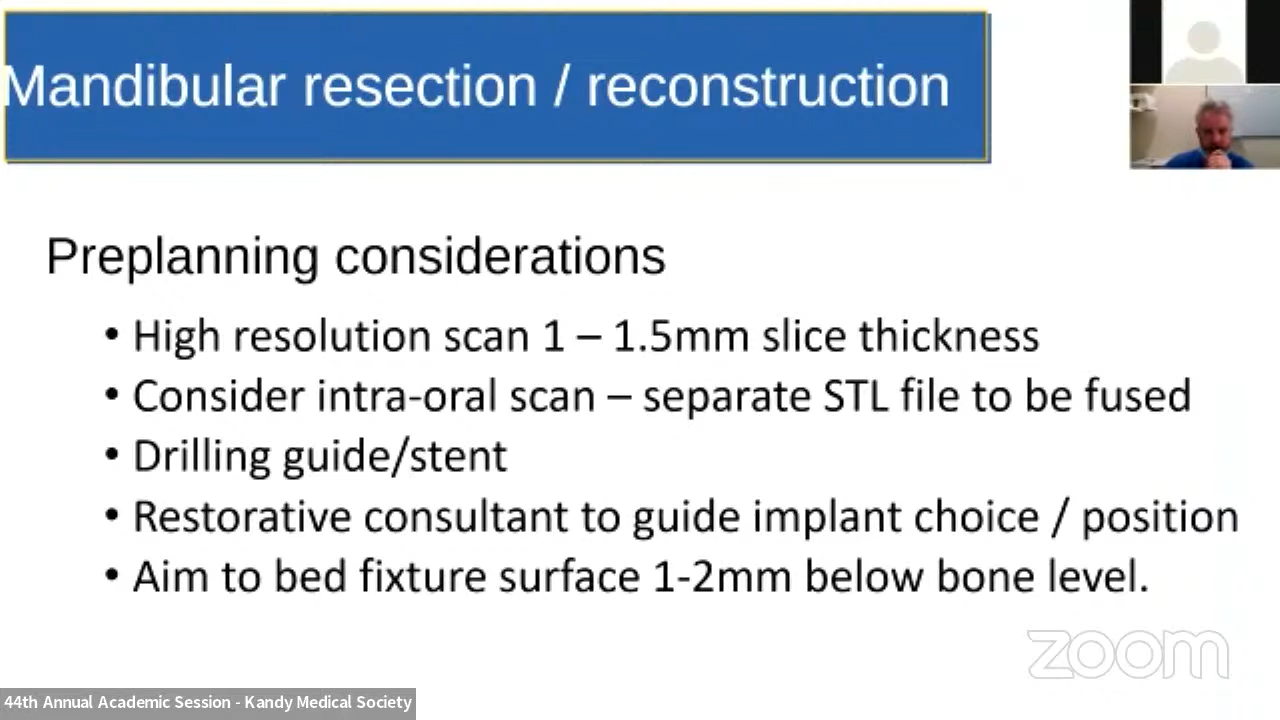 Mandibular resection / reconstruction
Preplanning considerations
• High resolution scan 1 – 1.5mm slice thickness
• Consider intra-oral scan – separate STL file to be fused
• Drilling guide/stent
• Restorative consultant to guide implant choice / position
• Aim to bed fixture surface 1-2mm below bone level.
zoom
44th Annual Academic Session - Kandy Medical Society